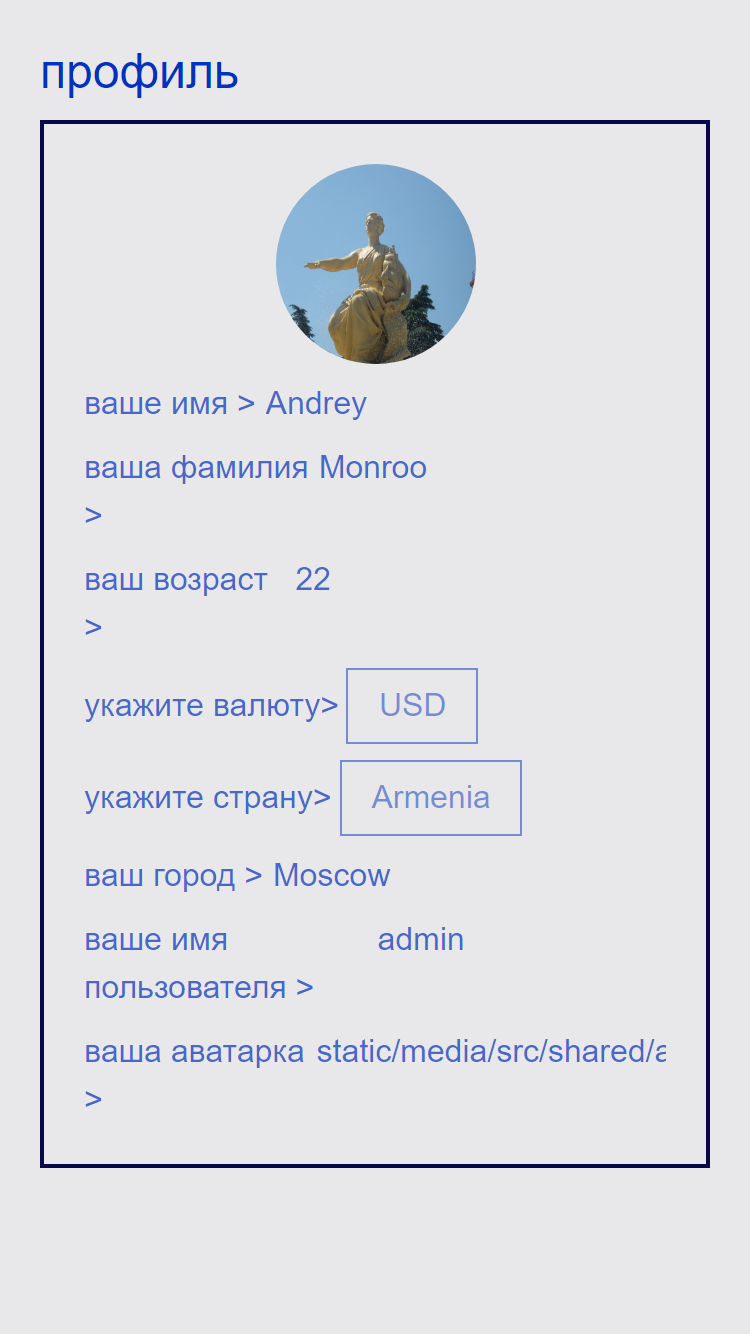 профиль
ваше имя > Andrey
ваша фамилия Monroo
>
ваш возраст 22
>
укажите валюту> USD
укажите страну> Armenia
ваш город > Moscow
ваше имя admin
пользователя >
ваша аватарка static/media/src/shared/a
>